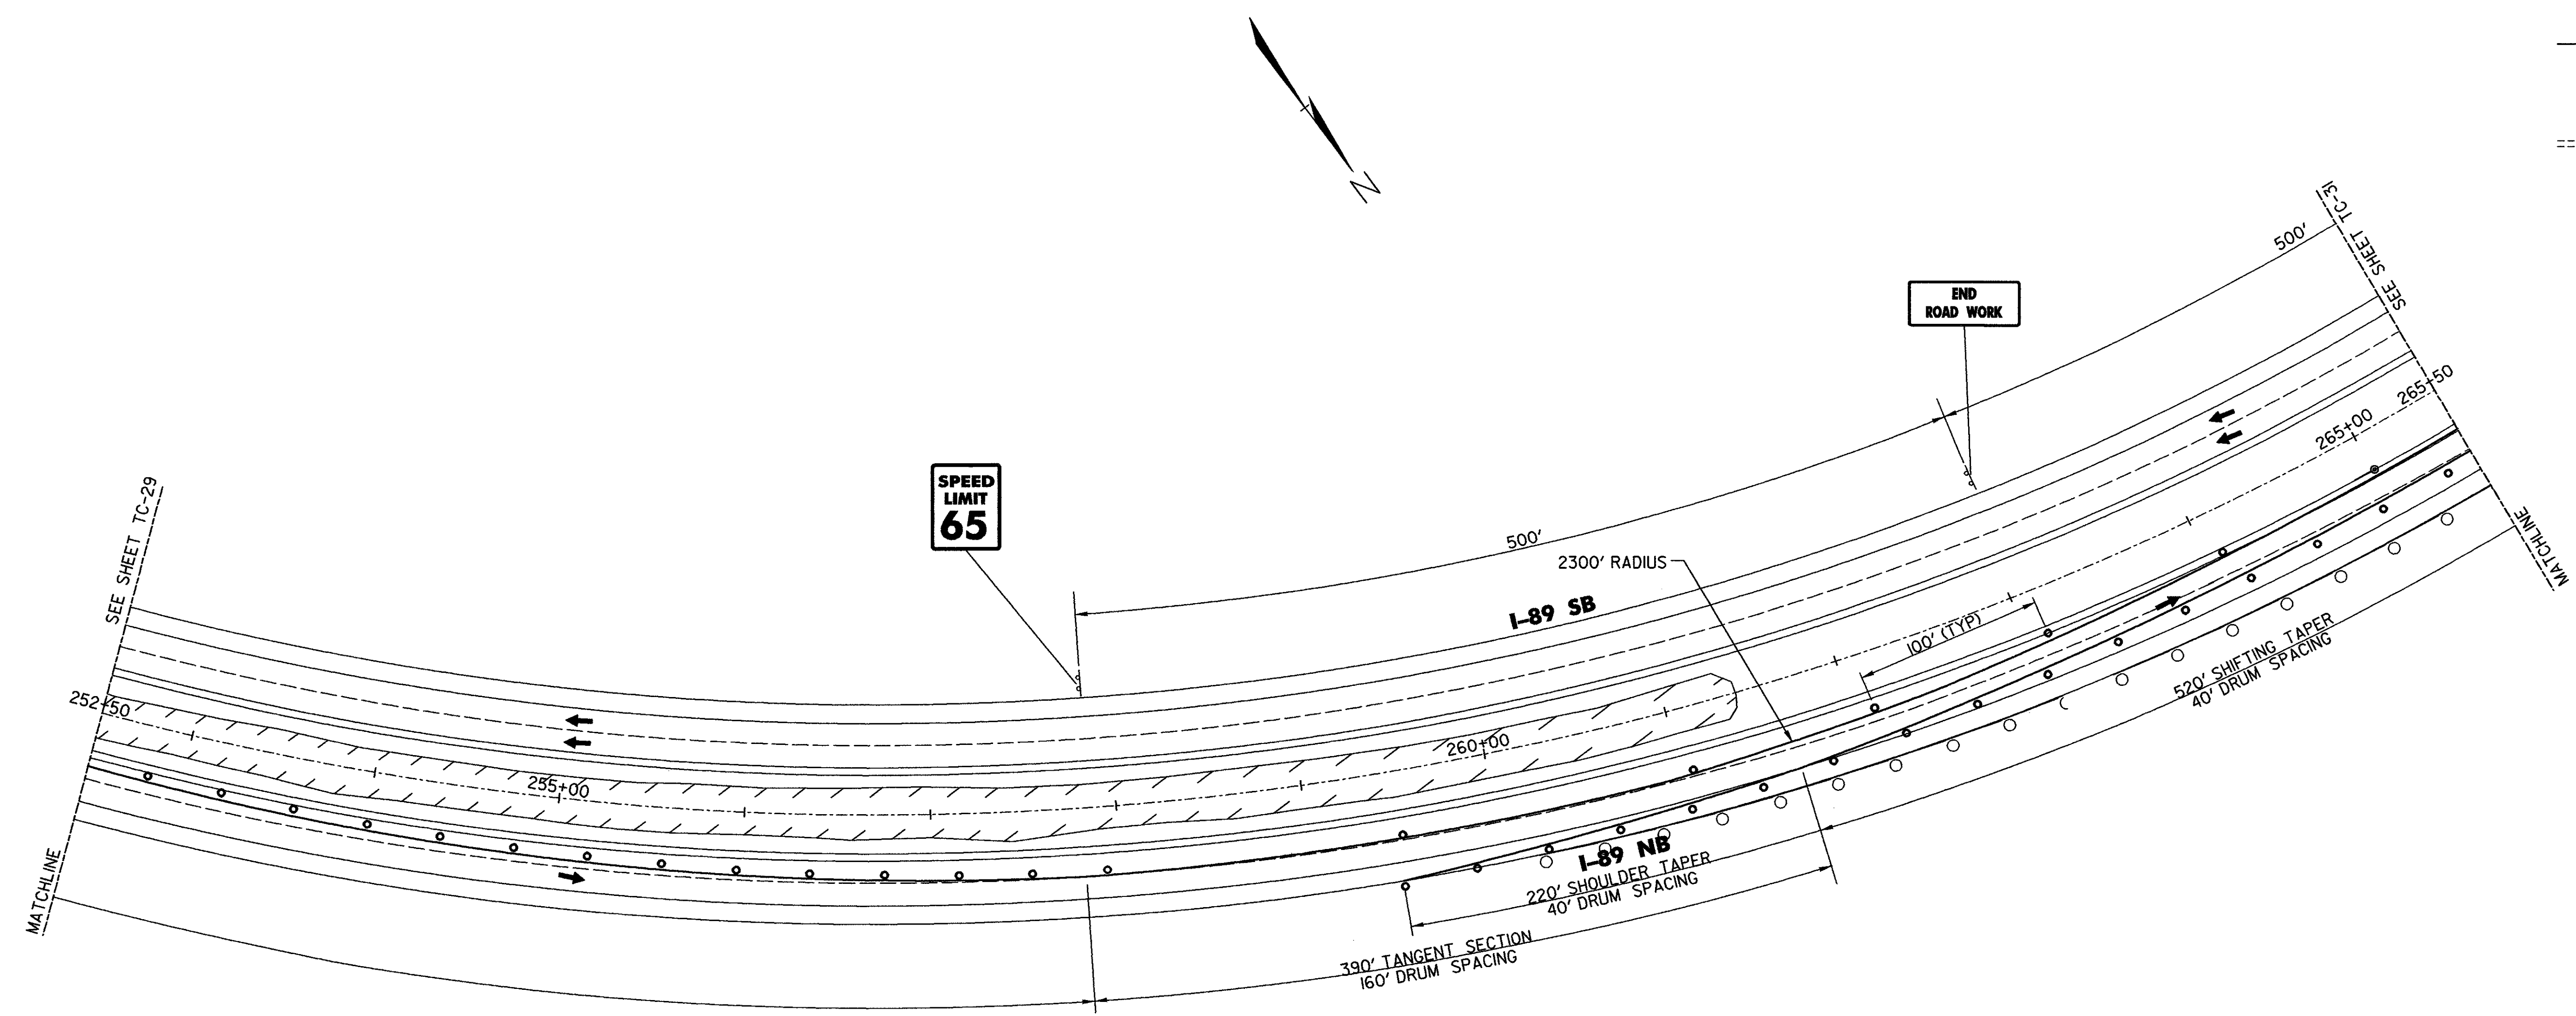 N
SEE SHEET TC-31
500'
END
ROAD WORK
265+50
265+00
SPEED
LIMIT
65
SEE SHEET TC-29
500'
2300' RADIUS
I-89 SB
100' (TYP)
MATCHLINE
520' SHIFTING TAPER
40' DRUM SPACING
252+50
260+00
255+00
I-89 NB
220' SHOULDER TAPER
40' DRUM SPACING
MATCHLINE
390' TANGENT SECTION
160' DRUM SPACING